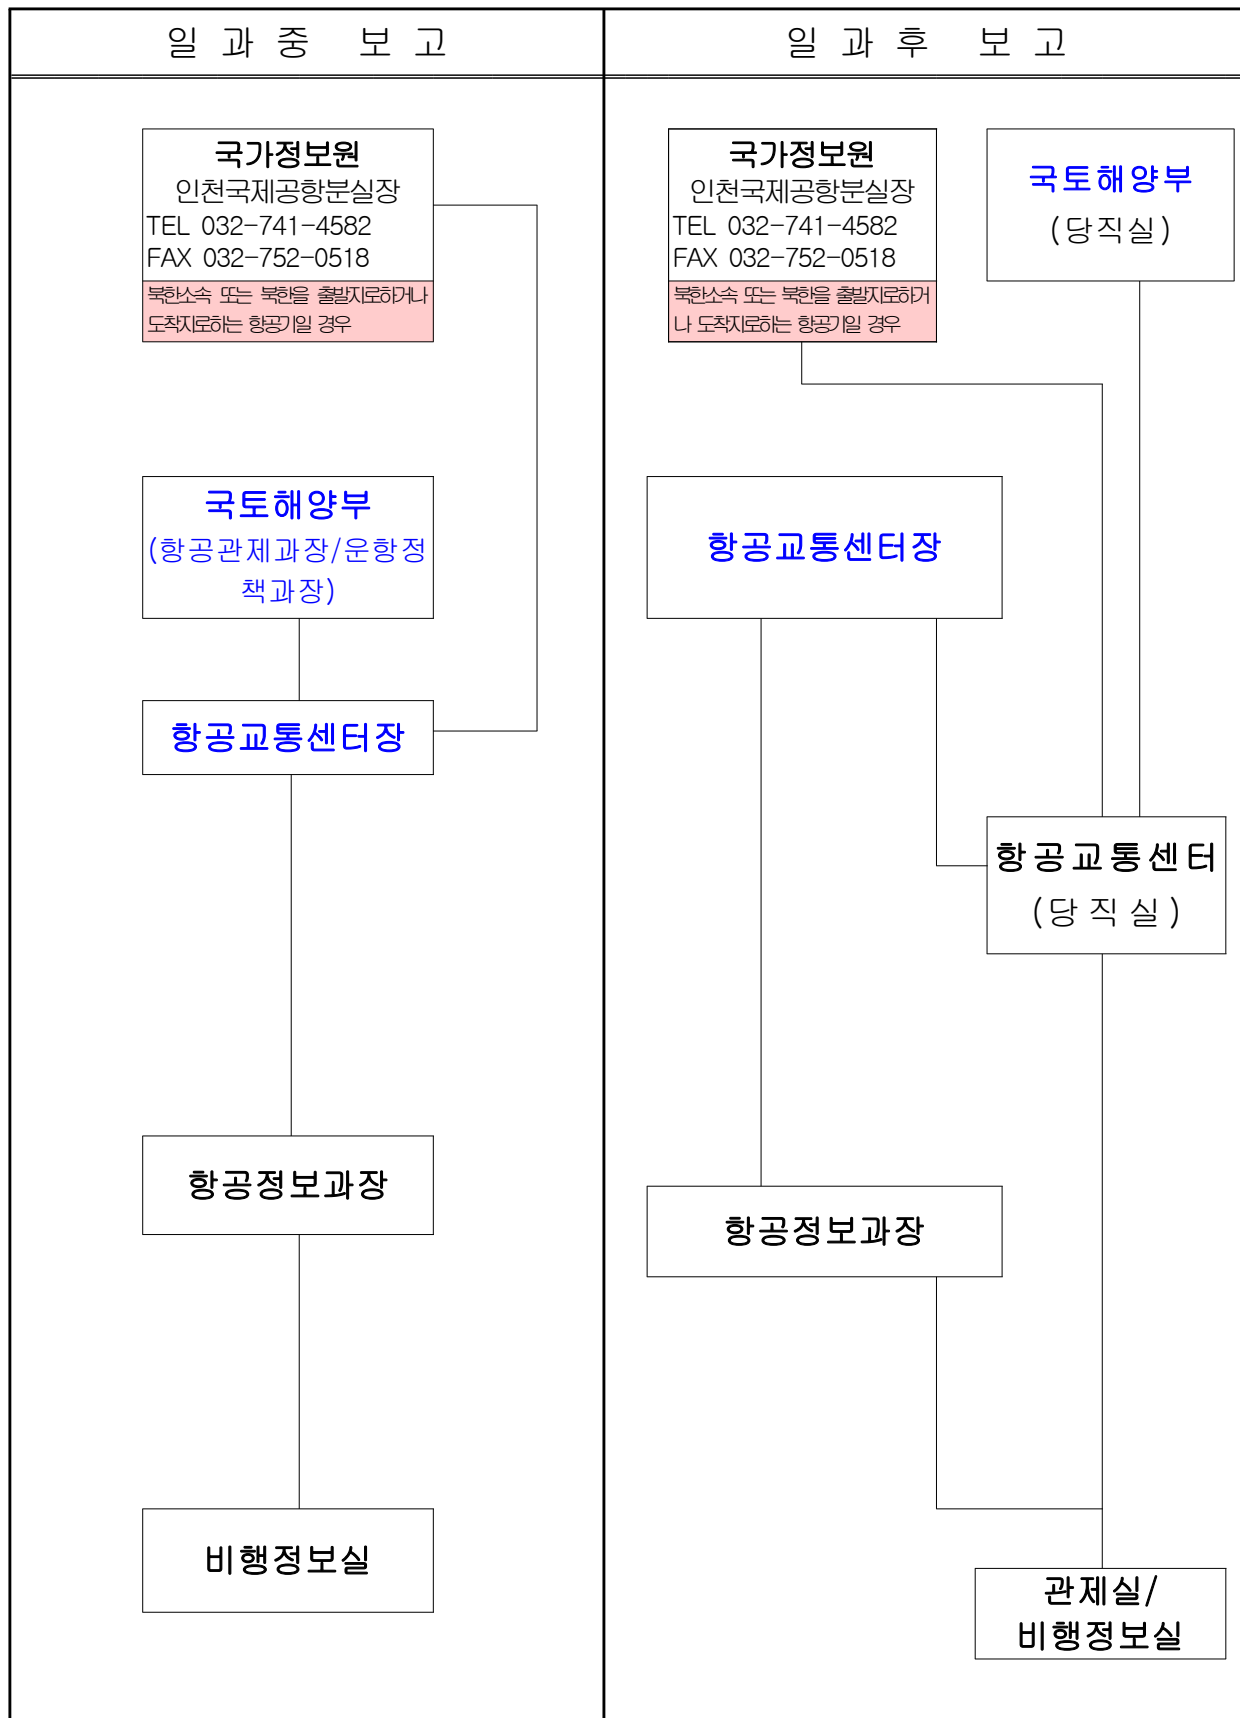 일 과 중 보 고
일 과 후 보 고
국가정보원
인천국제공항분실장
TEL 032-741-4582
FAX 032-752-0518
북한소속 또는 북한을 출발지로하거나
도착지로하는 항공기일 경우
국토해양부
(항공관제과장/운항정
책과장)
항공교통센터장
항공정보과장
비행정보실
국가정보원
인천국제공항분실장
TEL 032-741-4582
FAX 032-752-0518
북한소속 또는 북한을 출발지로하거
나 도착지로하는 항공기일 경우
국토해양부
(당직실)
항공교통센터장
항공교통센터
(당 직 실)
항공정보과장
관제실/
비행정보실